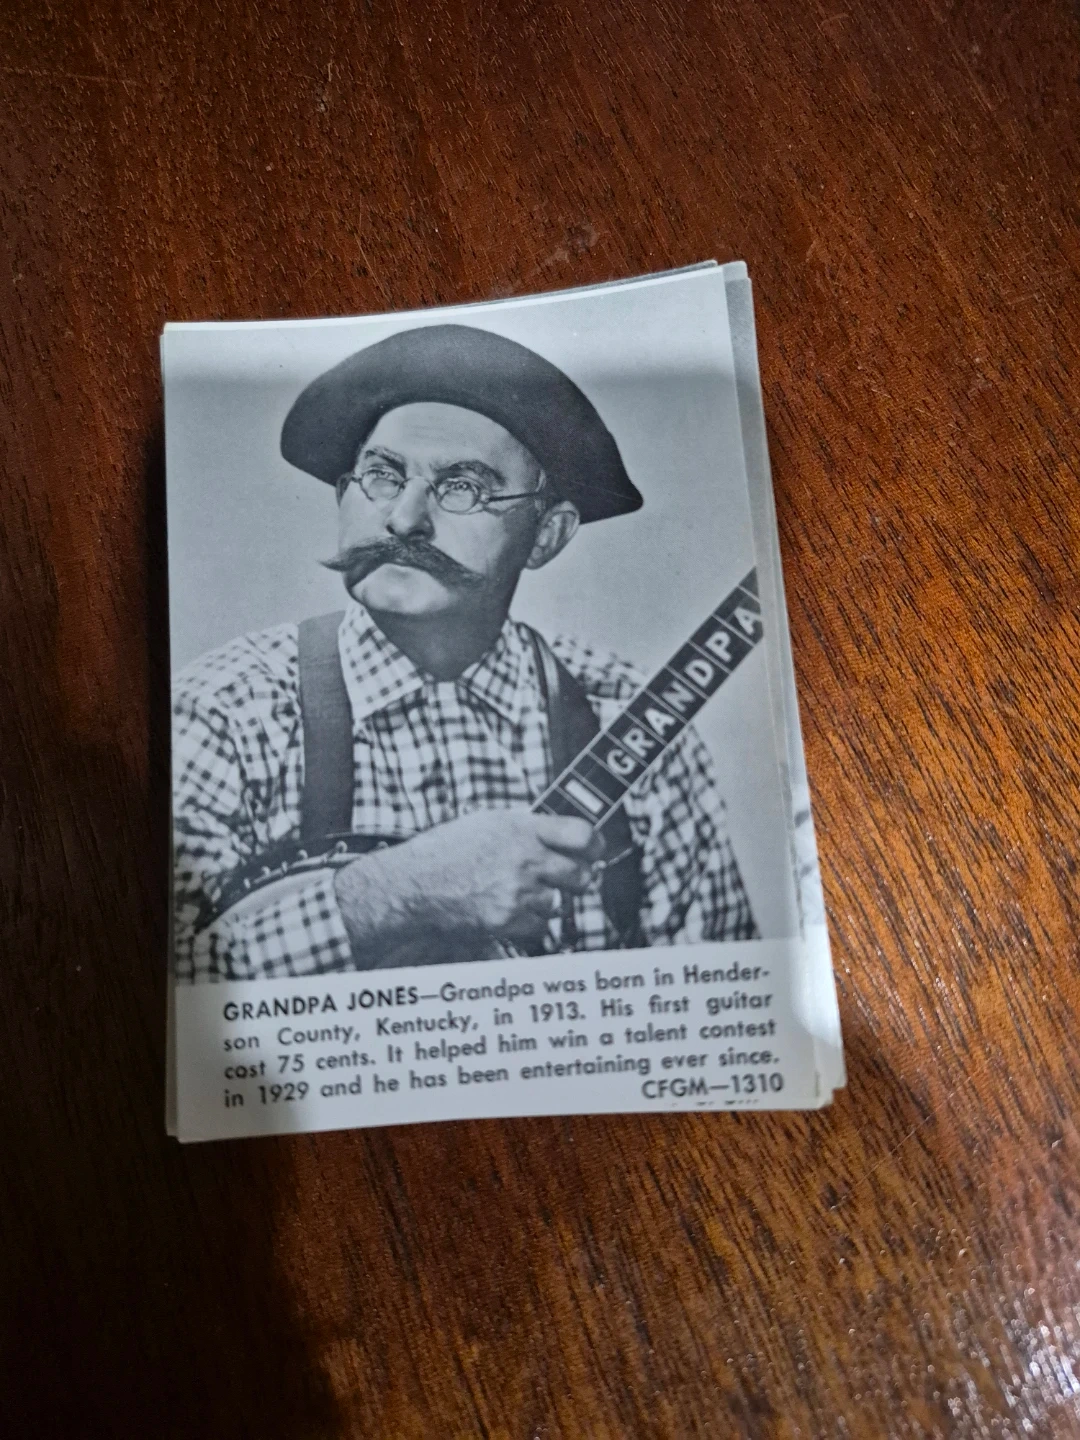 I GRANDPA
GRANDPA JONES—Grandpa was born in Hender-
son County, Kentucky, in 1913. His first guitar
cost 75 cents. It helped him win a talent contest
in 1929 and he has been entertaining ever since.
CFGM—1310